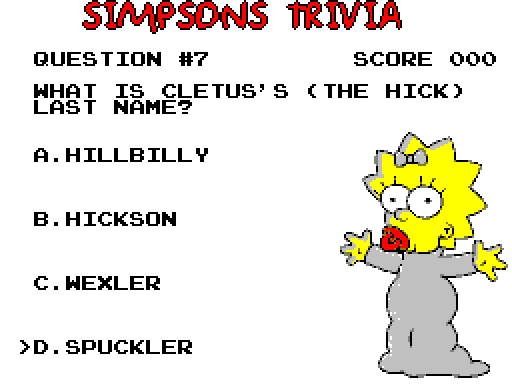 SIMPSONS TRIVIA
QUESTION #7 SCORE 000
WHAT IS CLETUS'S (THE HICK)
LAST NAME?
A.HILLBILLY
B.HICKSON
C.WEXLER
>D.SPUCKLER